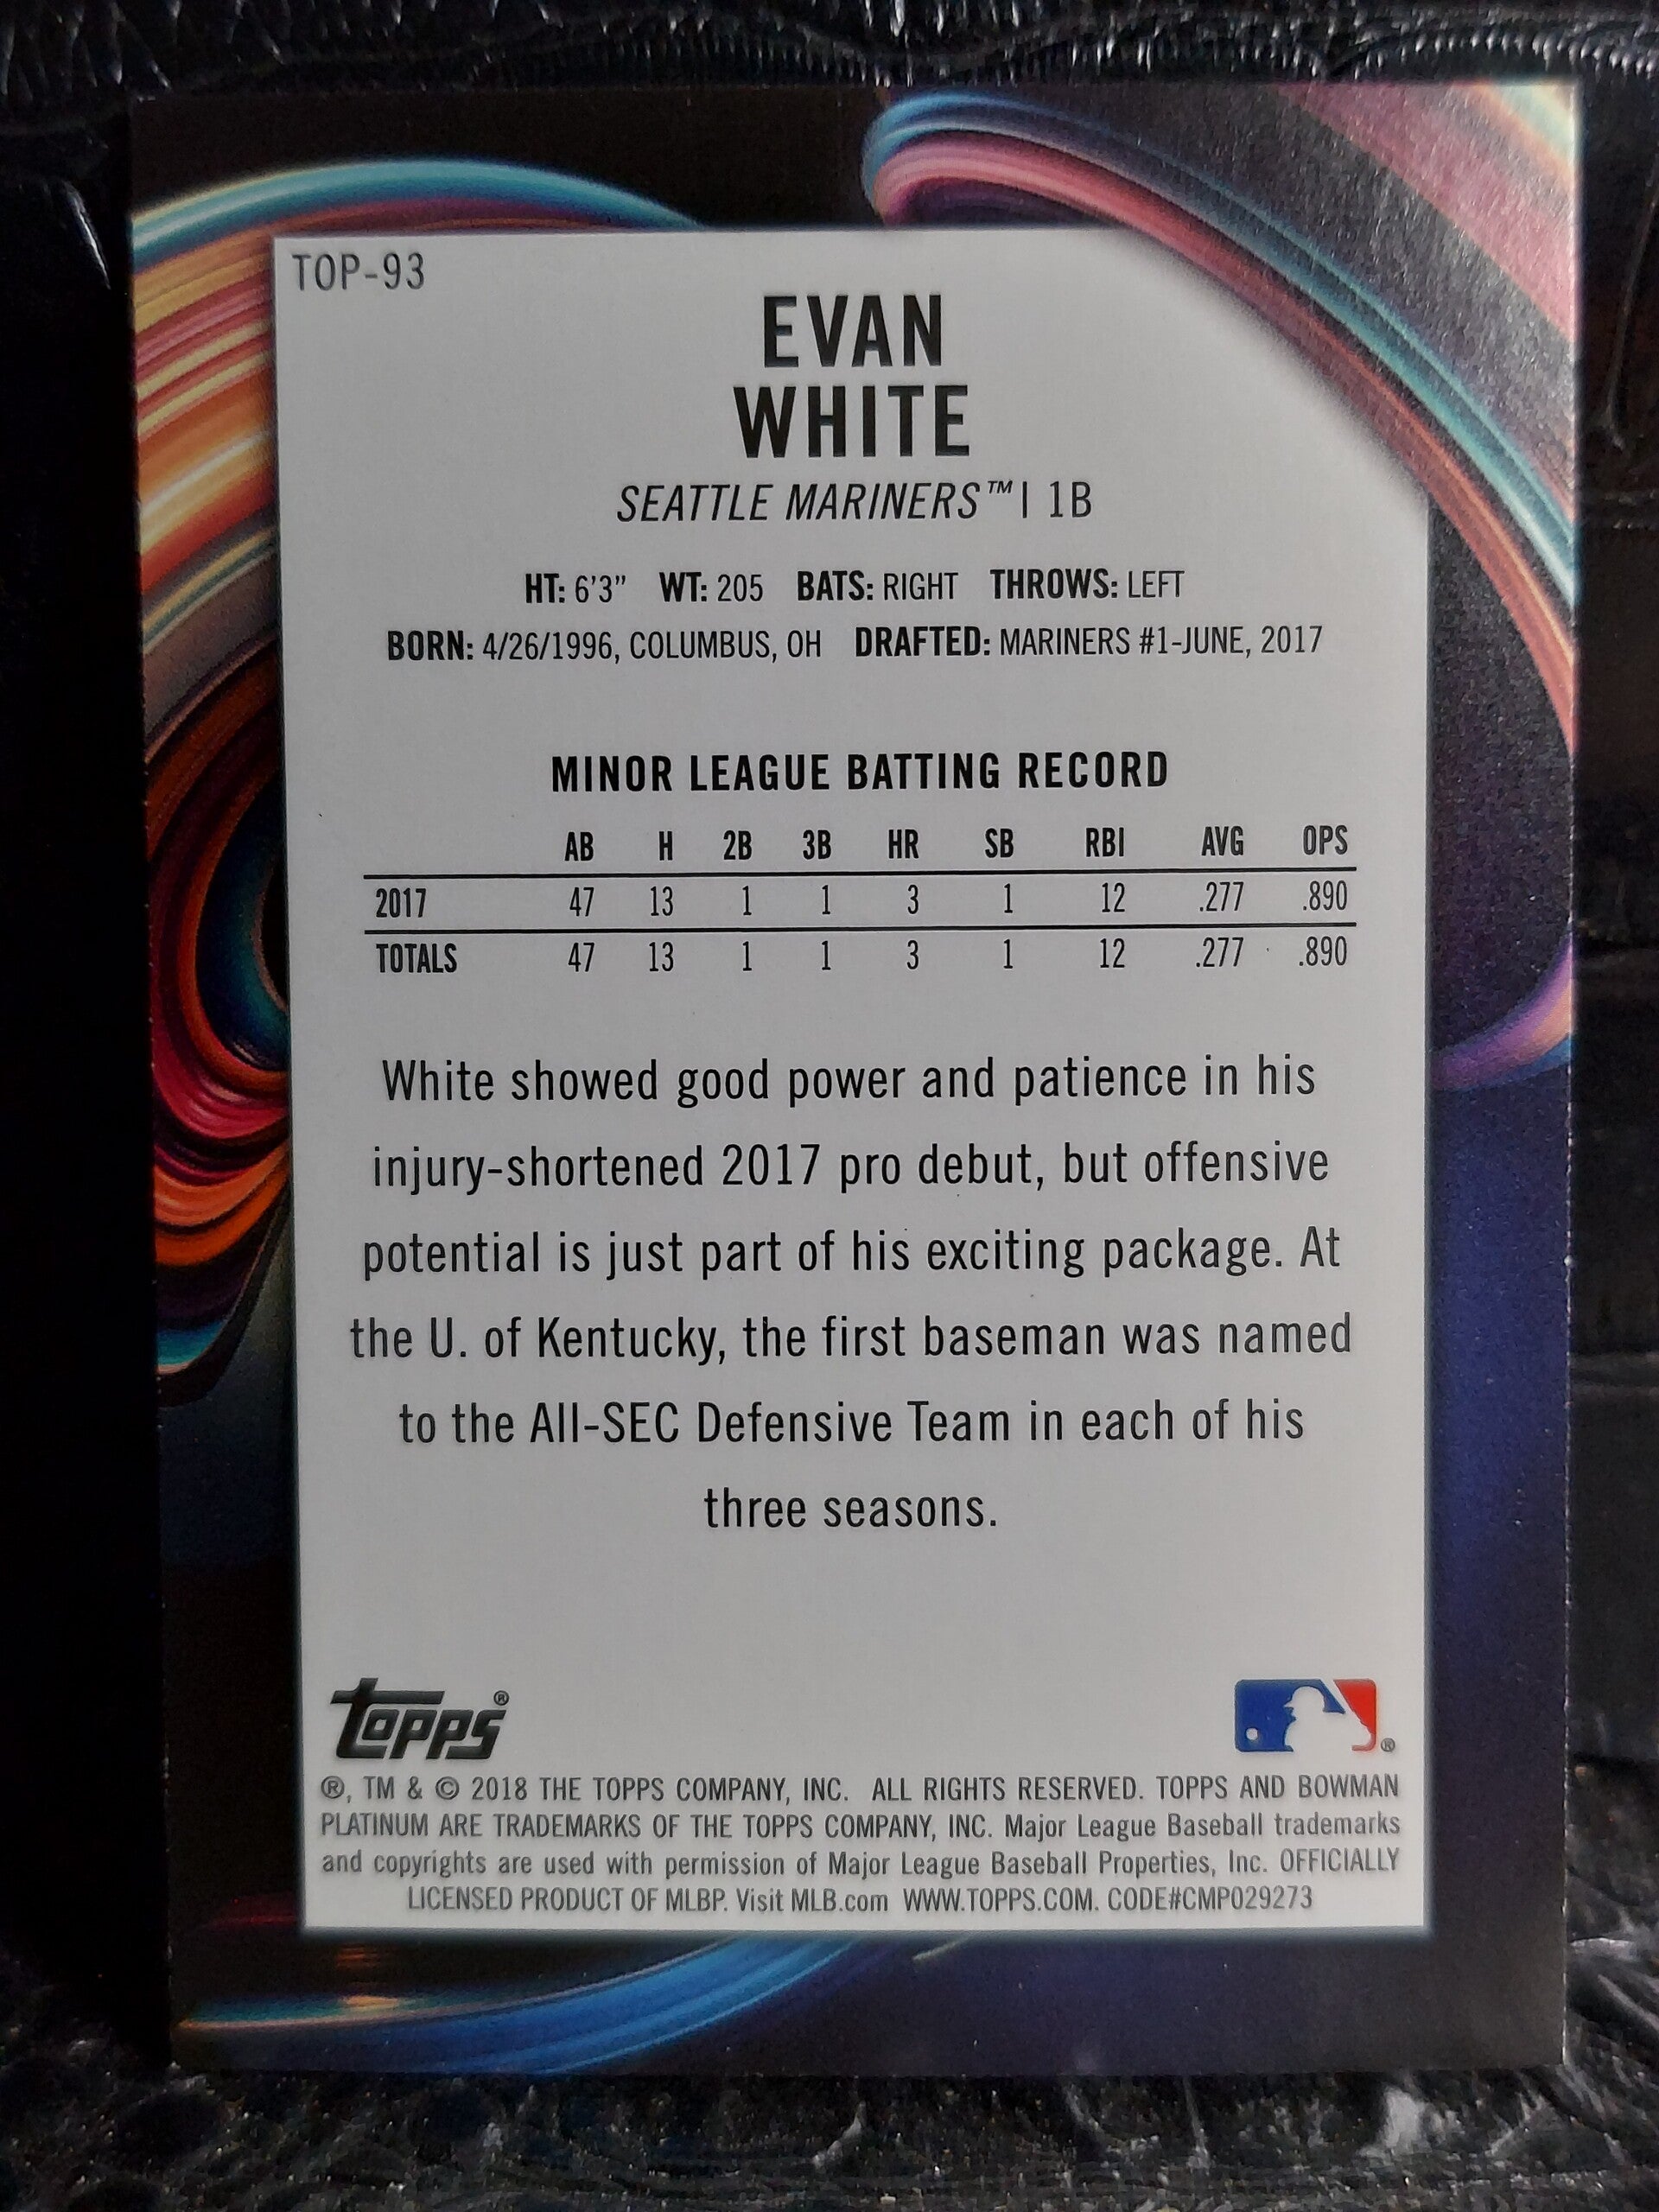 TOP-93
EVAN
WHITE
SEATTLE MARINERS™ | 1B
HT: 6'3" WT: 205 BATS: RIGHT THROWS: LEFT
BORN: 4/26/1996, COLUMBUS, OH DRAFTED: MARINERS #1-JUNE, 2017
MINOR LEAGUE BATTING RECORD
AB H 2B 3B HR SB RBI AVG OPS
2017 47 13 1 1 3 1 12 .277 .890
TOTALS 47 13 1 1 3 1 12 .277 .890
White showed good power and patience in his
injury-shortened 2017 pro debut, but offensive
potential is just part of his exciting package. At
the U. of Kentucky, the first baseman was named
to the All-SEC Defensive Team in each of his
three seasons.
Topps®
®
®, TM & © 2018 THE TOPPS COMPANY, INC. ALL RIGHTS RESERVED. TOPPS AND BOWMAN
PLATINUM ARE TRADEMARKS OF THE TOPPS COMPANY, INC. Major League Baseball trademarks
and copyrights are used with permission of Major League Baseball Properties, Inc. OFFICIALLY
LICENSED PRODUCT OF MLBP. Visit MLB.com WWW.TOPPS.COM. CODE#CMP029273